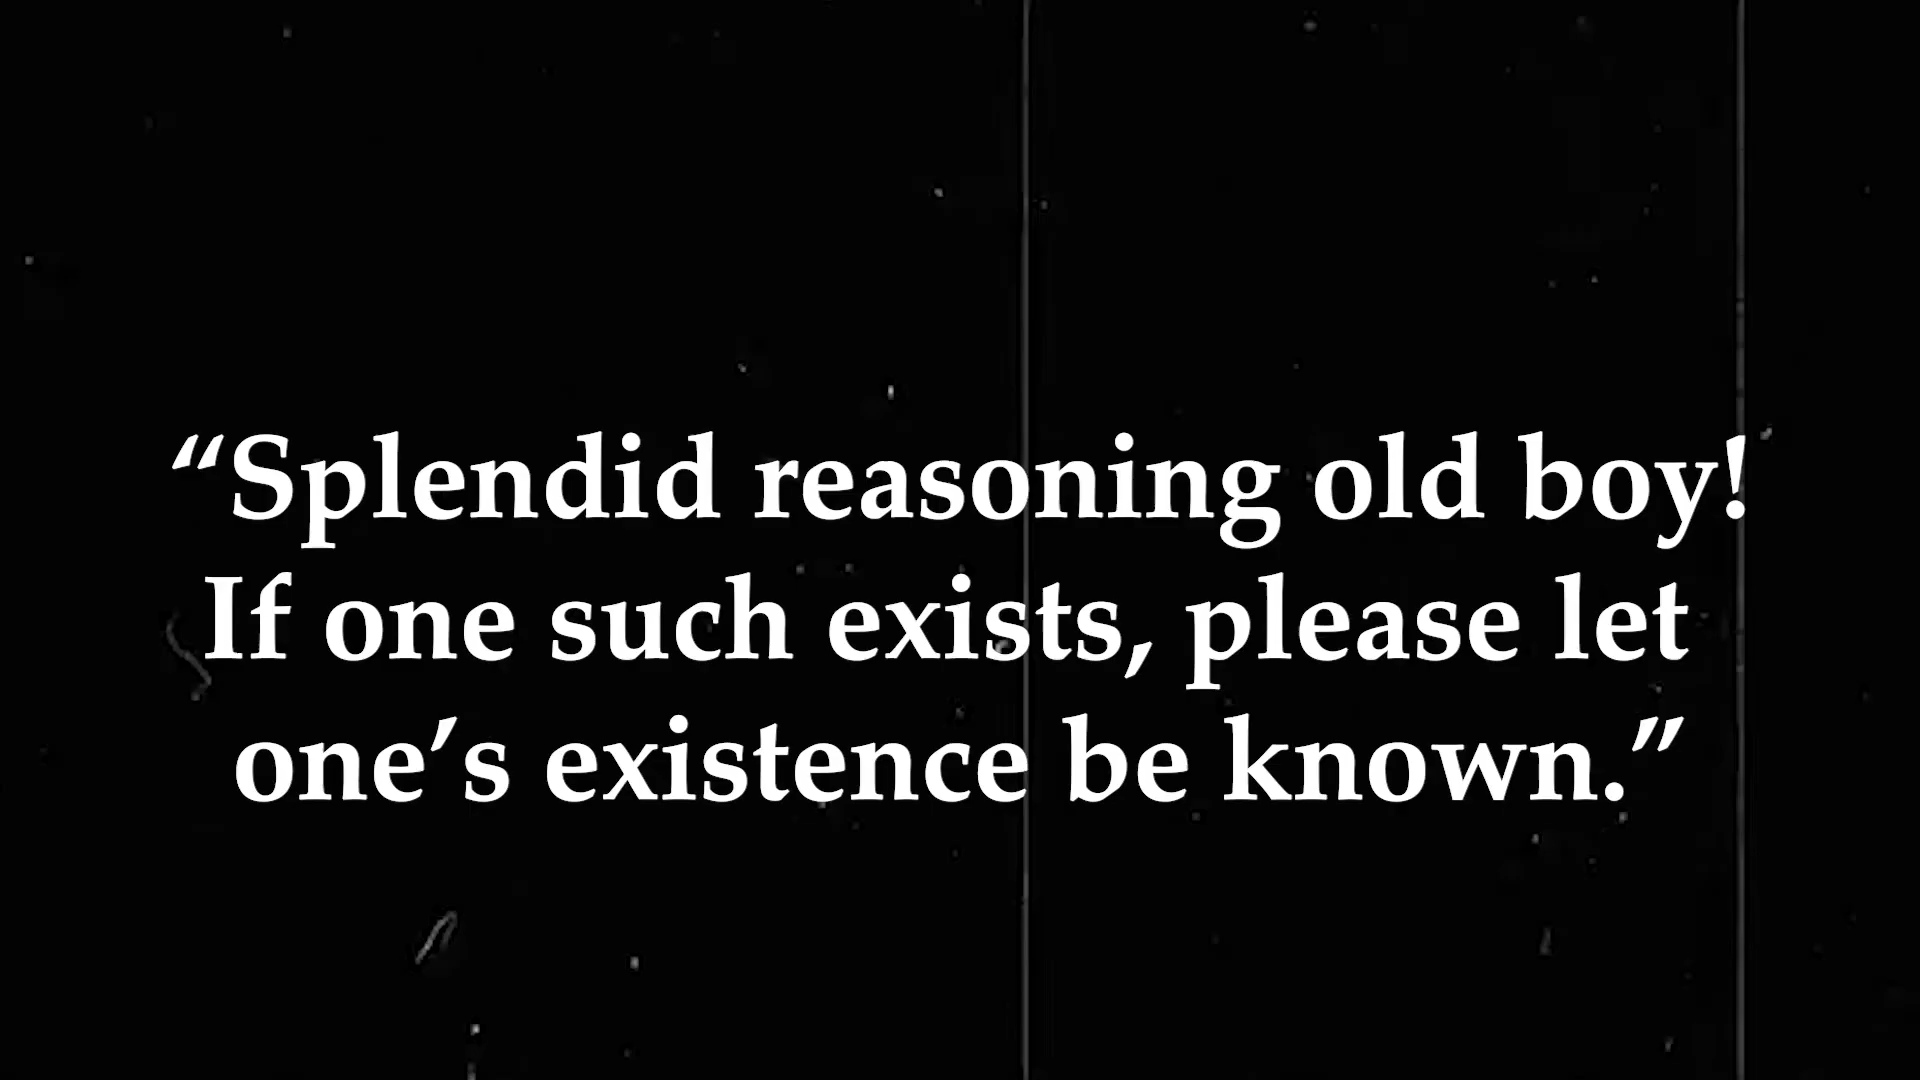 “Splendid reasoning old boy!
If one such exists, please let
one’s existence be known.”